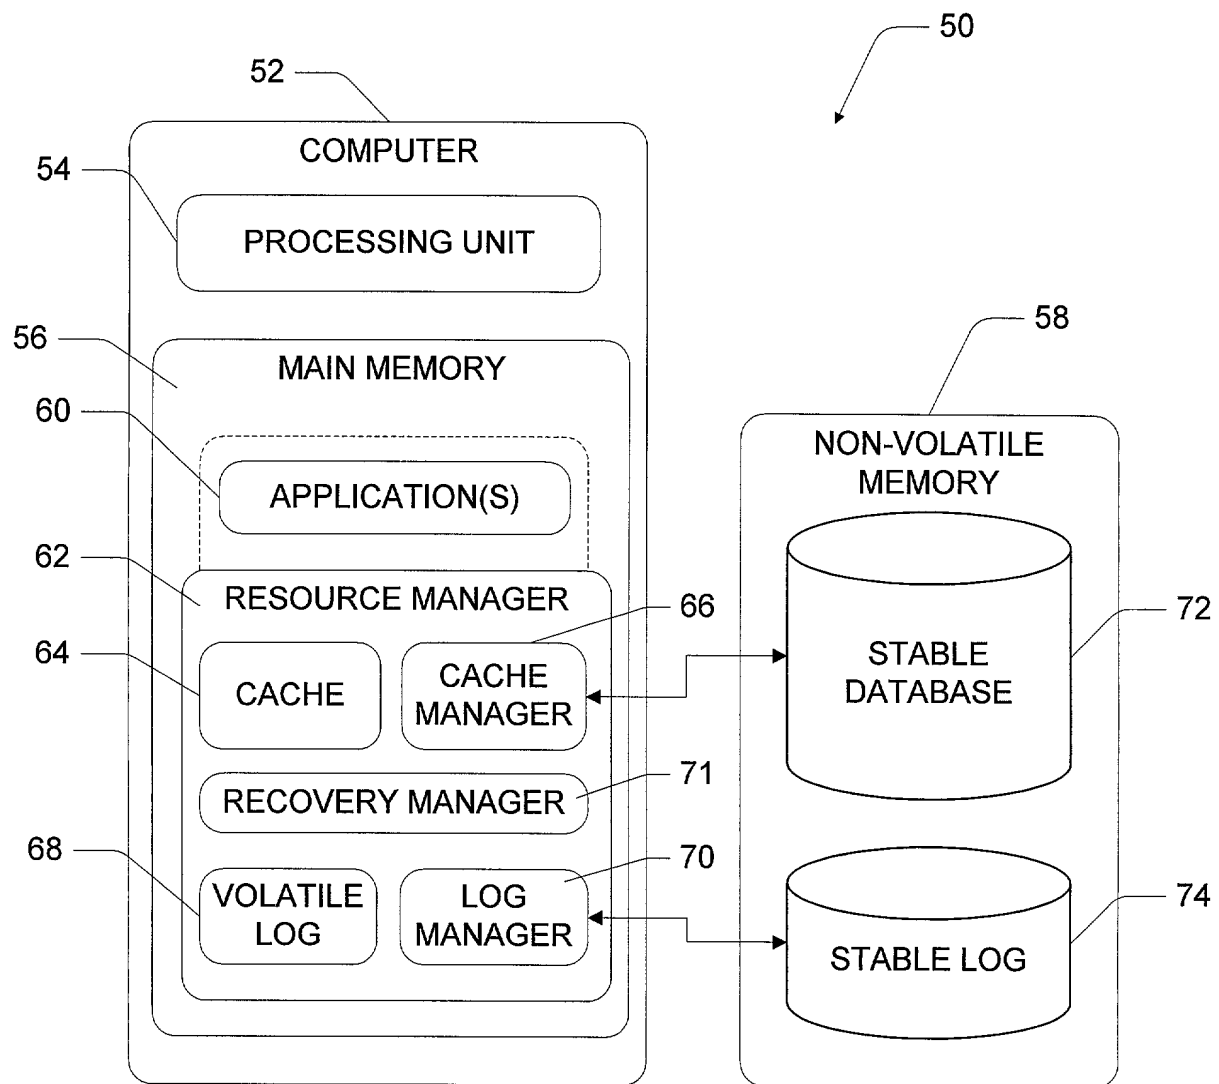 50
52
COMPUTER
54
PROCESSING UNIT
56
MAIN MEMORY
58
60
APPLICATION(S)
NON-VOLATILE
MEMORY
62
RESOURCE MANAGER
66
72
64
CACHE
CACHE
MANAGER
STABLE
DATABASE
71
RECOVERY MANAGER
68
70
VOLATILE
LOG
LOG
MANAGER
74
STABLE LOG